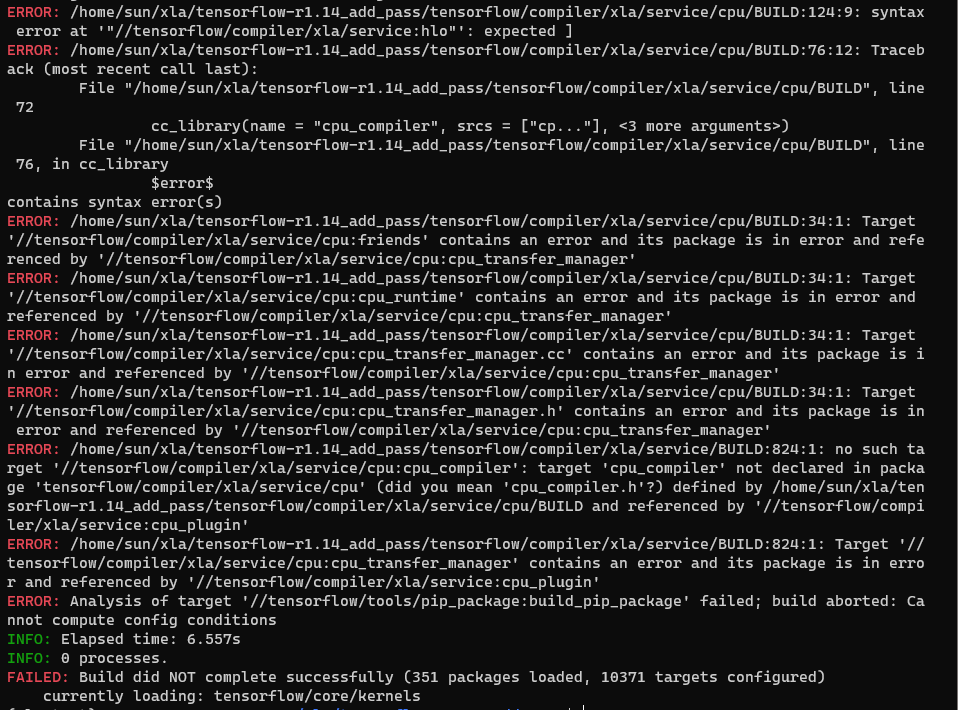 ERROR: /home/sun/xla/tensorflow-r1.14_add_pass/tensorflow/compiler/xla/service/cpu/BUILD:124:9: syntax
 error at '"//tensorflow/compiler/xla/service:hlo"': expected ]
ERROR: /home/sun/xla/tensorflow-r1.14_add_pass/tensorflow/compiler/xla/service/cpu/BUILD:76:12: Traceb
ack (most recent call last):
        File "/home/sun/xla/tensorflow-r1.14_add_pass/tensorflow/compiler/xla/service/cpu/BUILD", line
 72
                cc_library(name = "cpu_compiler", srcs = ["cp..."], <3 more arguments>)
        File "/home/sun/xla/tensorflow-r1.14_add_pass/tensorflow/compiler/xla/service/cpu/BUILD", line
 76, in cc_library
                $error$
contains syntax error(s)
ERROR: /home/sun/xla/tensorflow-r1.14_add_pass/tensorflow/compiler/xla/service/cpu/BUILD:34:1: Target
'//tensorflow/compiler/xla/service/cpu:friends' contains an error and its package is in error and refe
renced by '//tensorflow/compiler/xla/service/cpu:cpu_transfer_manager'
ERROR: /home/sun/xla/tensorflow-r1.14_add_pass/tensorflow/compiler/xla/service/cpu/BUILD:34:1: Target
'//tensorflow/compiler/xla/service/cpu:cpu_runtime' contains an error and its package is in error and
referenced by '//tensorflow/compiler/xla/service/cpu:cpu_transfer_manager'
ERROR: /home/sun/xla/tensorflow-r1.14_add_pass/tensorflow/compiler/xla/service/cpu/BUILD:34:1: Target
'//tensorflow/compiler/xla/service/cpu:cpu_transfer_manager.cc' contains an error and its package is i
n error and referenced by '//tensorflow/compiler/xla/service/cpu:cpu_transfer_manager'
ERROR: /home/sun/xla/tensorflow-r1.14_add_pass/tensorflow/compiler/xla/service/cpu/BUILD:34:1: Target
'//tensorflow/compiler/xla/service/cpu:cpu_transfer_manager.h' contains an error and its package is in
 error and referenced by '//tensorflow/compiler/xla/service/cpu:cpu_transfer_manager'
ERROR: /home/sun/xla/tensorflow-r1.14_add_pass/tensorflow/compiler/xla/service/BUILD:824:1: no such ta
rget '//tensorflow/compiler/xla/service/cpu:cpu_compiler': target 'cpu_compiler' not declared in packa
ge 'tensorflow/compiler/xla/service/cpu' (did you mean 'cpu_compiler.h'?) defined by /home/sun/xla/ten
sorflow-r1.14_add_pass/tensorflow/compiler/xla/service/cpu/BUILD and referenced by '//tensorflow/compi
ler/xla/service:cpu_plugin'
ERROR: /home/sun/xla/tensorflow-r1.14_add_pass/tensorflow/compiler/xla/service/BUILD:824:1: Target '//
tensorflow/compiler/xla/service/cpu:cpu_transfer_manager' contains an error and its package is in erro
r and referenced by '//tensorflow/compiler/xla/service:cpu_plugin'
ERROR: Analysis of target '//tensorflow/tools/pip_package:build_pip_package' failed; build aborted: Ca
nnot compute config conditions
INFO: Elapsed time: 6.557s
INFO: 0 processes.
FAILED: Build did NOT complete successfully (351 packages loaded, 10371 targets configured)
    currently loading: tensorflow/core/kernels